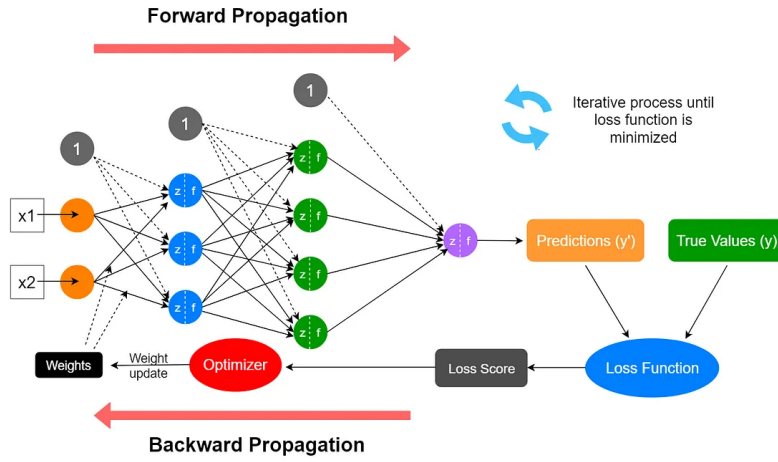 Forward Propagation
1
1
1
Iterative process until
loss function is
minimized
z f
z f
z f
z f
z f
z f
z f
z f
x1
x2
Predictions (y')
True Values (y)
Weights
Weight
update
Optimizer
Loss Score
Loss Function
Backward Propagation